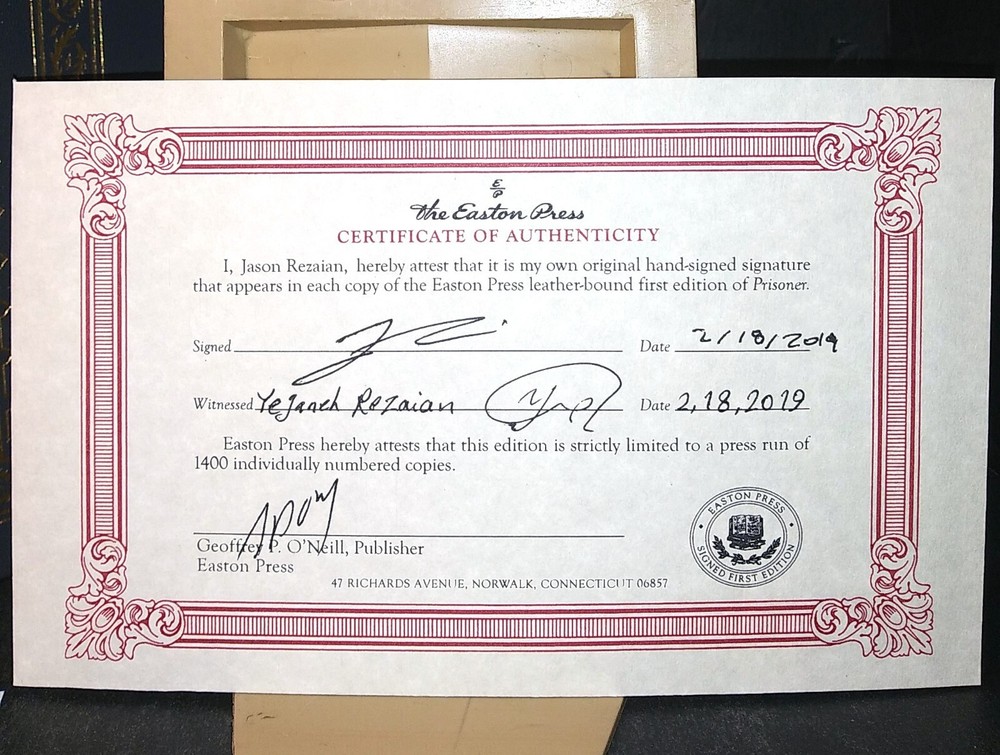 E
P
the Easton Press
CERTIFICATE OF AUTHENTICITY
I, Jason Rezaian, hereby attest that it is my own original hand-signed signature
that appears in each copy of the Easton Press leather-bound first edition of Prisoner.
Signed Date 2/18/2019
Witnessed Yeganeh Rezaian Date 2,18,2019
Easton Press hereby attests that this edition is strictly limited to a press run of
1400 individually numbered copies.
Geoffrey P. O'Neill, Publisher
Easton Press
EASTON PRESS
SIGNED FIRST EDITION
47 RICHARDS AVENUE, NORWALK, CONNECTICUT 06857